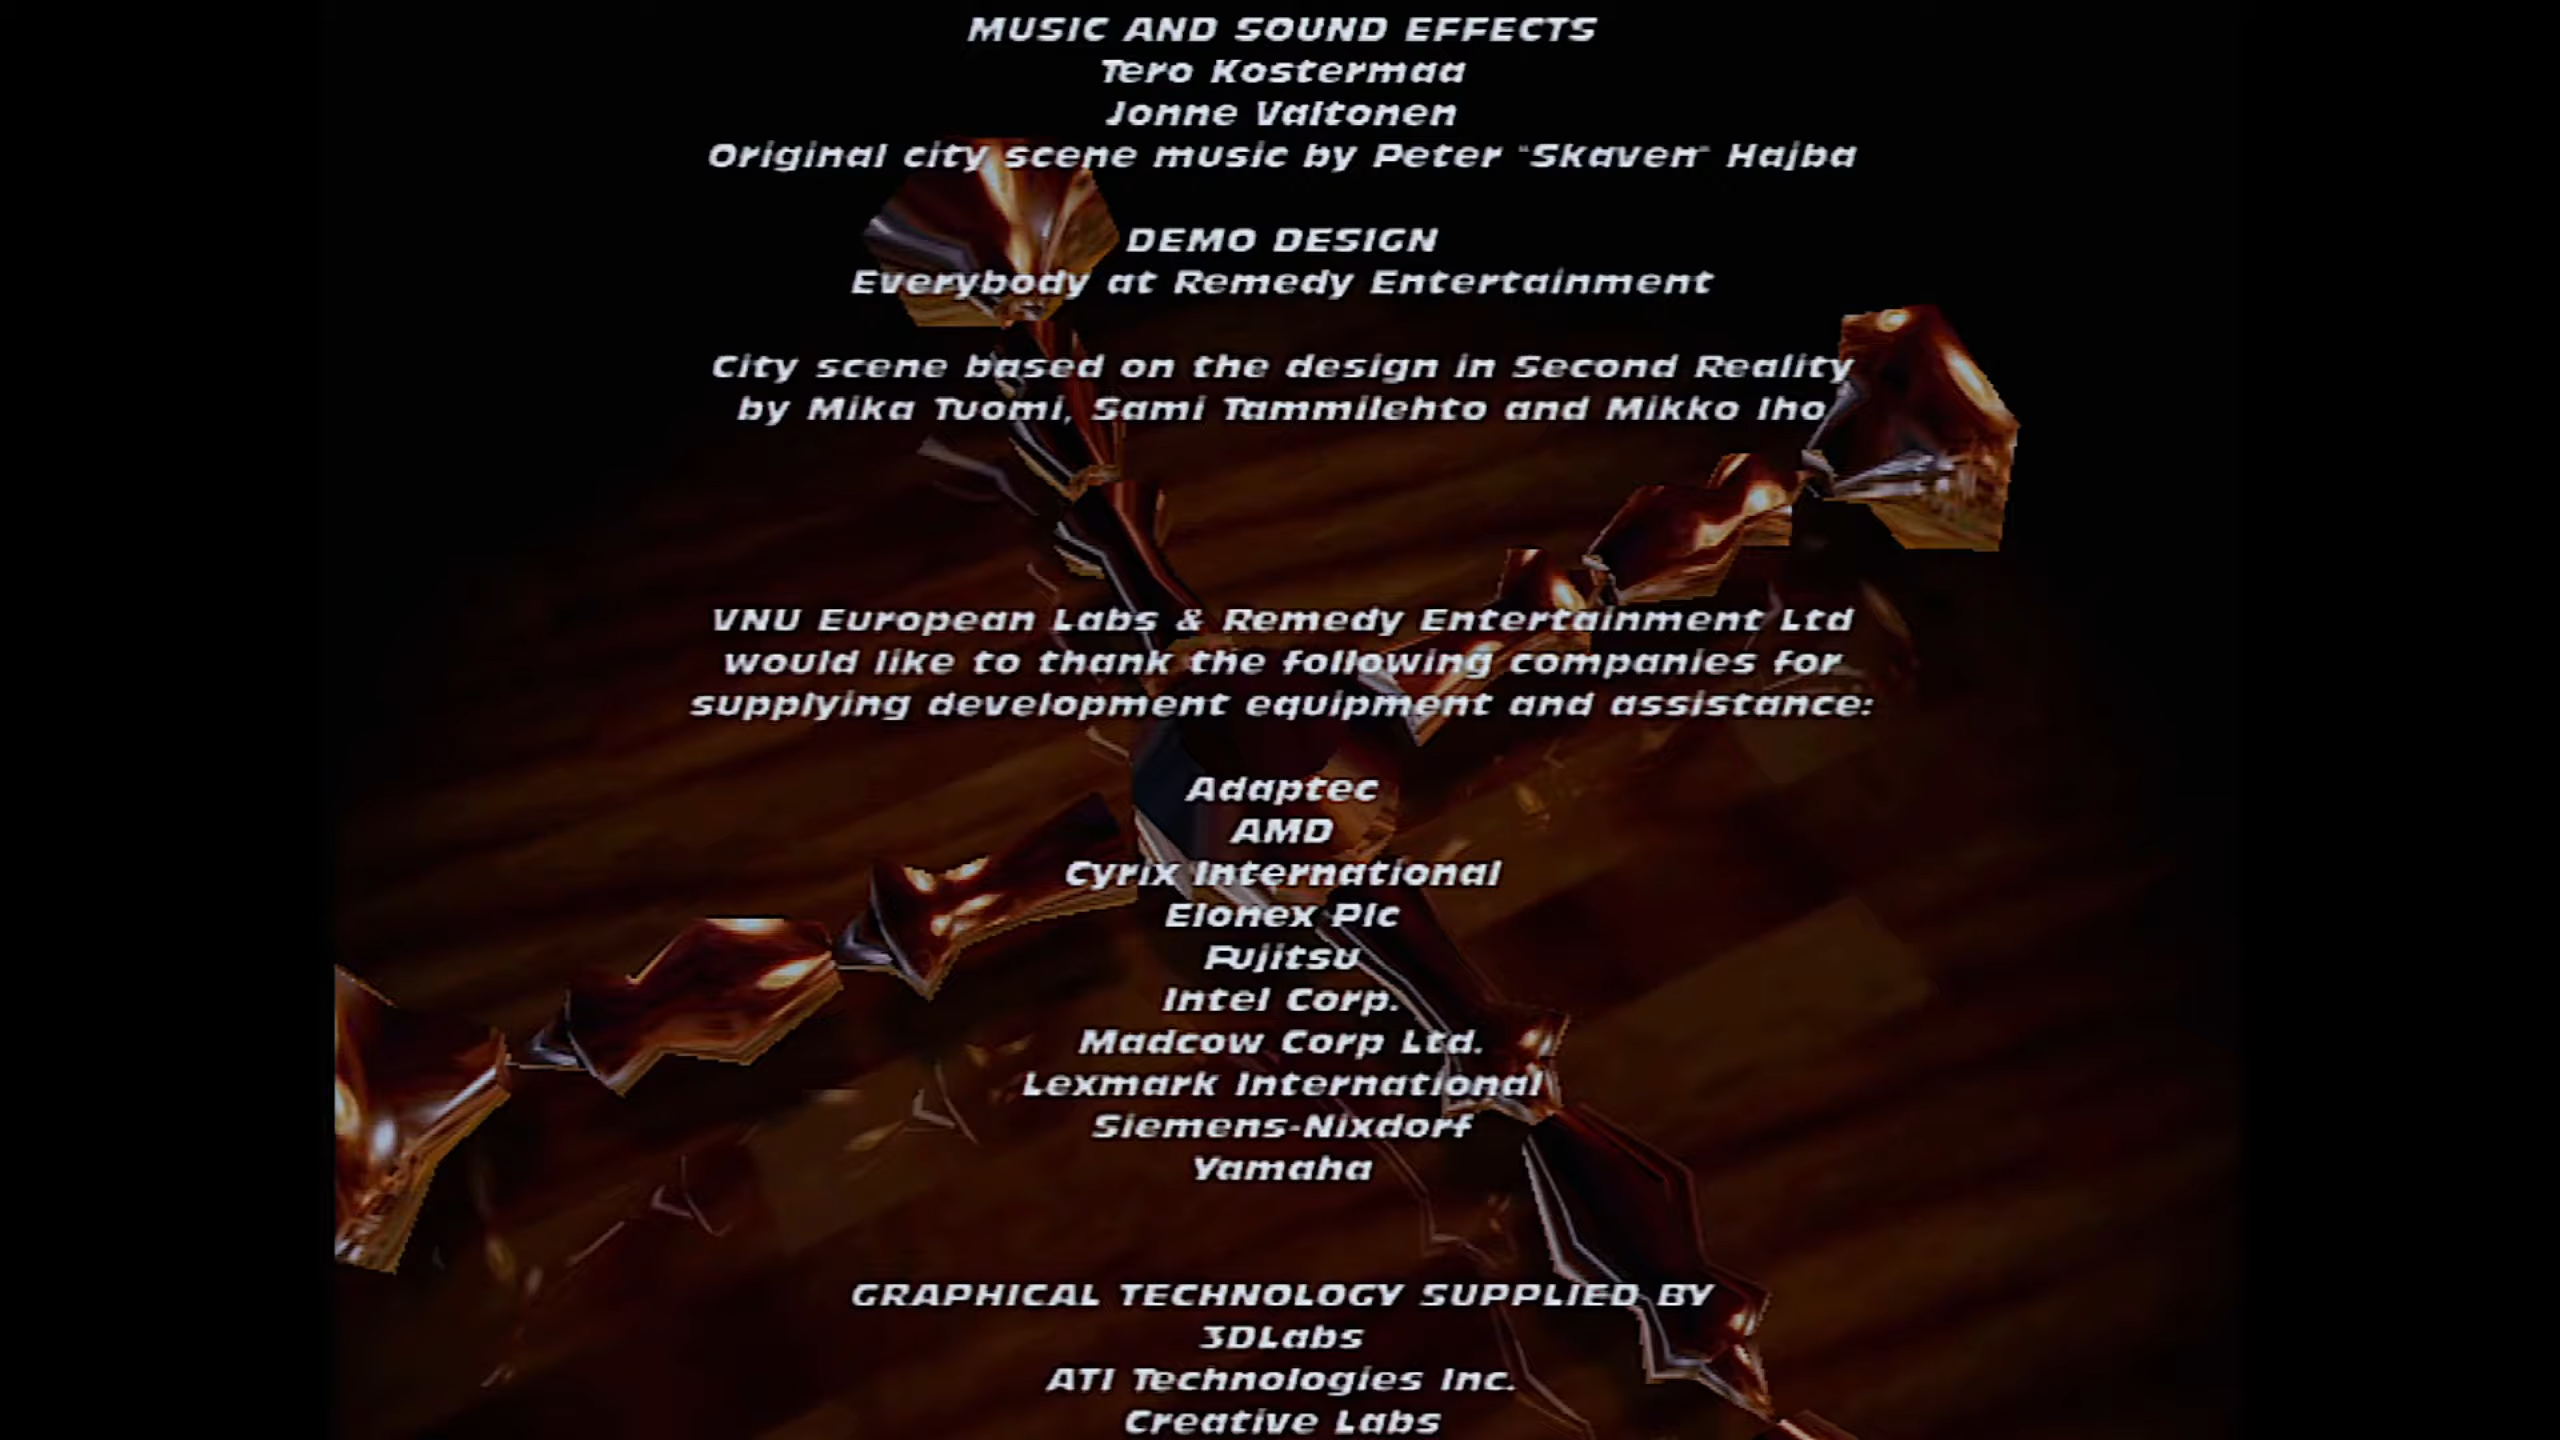 MUSIC AND SOUND EFFECTS
Tero Kostermaa
Jonne Valtonen
Original city scene music by Peter "Skaven" Hajba
DEMO DESIGN
Everybody at Remedy Entertainment
City scene based on the design in Second Reality
by Mika Tuomi, Sami Tammilehto and Mikko Iho
VNU European Labs & Remedy Entertainment Ltd
would like to thank the following companies for
supplying development equipment and assistance:
Adaptec
AMD
Cyrix International
Elonex Plc
Fujitsu
Intel Corp.
Madcow Corp Ltd.
Lexmark International
Siemens-Nixdorf
Yamaha
GRAPHICAL TECHNOLOGY SUPPLIED BY
3DLabs
ATI Technologies Inc.
Creative Labs